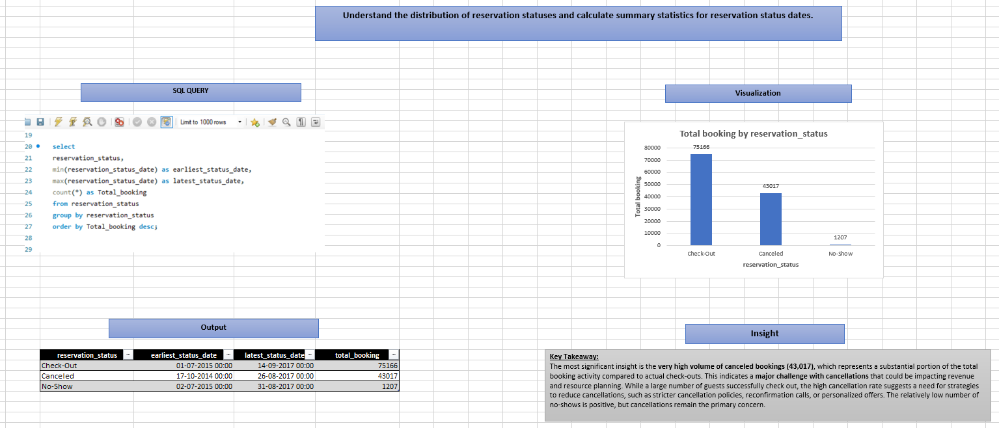 Understand the distribution of reservation statuses and calculate summary statistics for reservation status dates.
SQL QUERY
Limit to 1000 rows
19
20 select
21 reservation_status,
22 min(reservation_status_date) as earliest_status_date,
23 max(reservation_status_date) as latest_status_date,
24 count(*) as Total_booking
25 from reservation_status
26 group by reservation_status
27 order by Total_booking desc;
28
29
Visualization
Total booking by reservation_status
Total booking
80000
70000
60000
50000
40000
30000
20000
10000
0
75166
43017
1207
Check-Out Canceled No-Show
reservation_status
Output
reservation_status earliest_status_date latest_status_date total_booking
Check-Out 01-07-2015 00:00 14-09-2017 00:00 75166
Canceled 17-10-2014 00:00 26-08-2017 00:00 43017
No-Show 02-07-2015 00:00 31-08-2017 00:00 1207
Insight
Key Takeaway:
The most significant insight is the very high volume of canceled bookings (43,017), which represents a substantial portion of the total
booking activity compared to actual check-outs. This indicates a major challenge with cancellations that could be impacting revenue
and resource planning. While a large number of guests successfully check out, the high cancellation rate suggests a need for strategies
to reduce cancellations, such as stricter cancellation policies, reconfirmation calls, or personalized offers. The relatively low number of
no-shows is positive, but cancellations remain the primary concern.